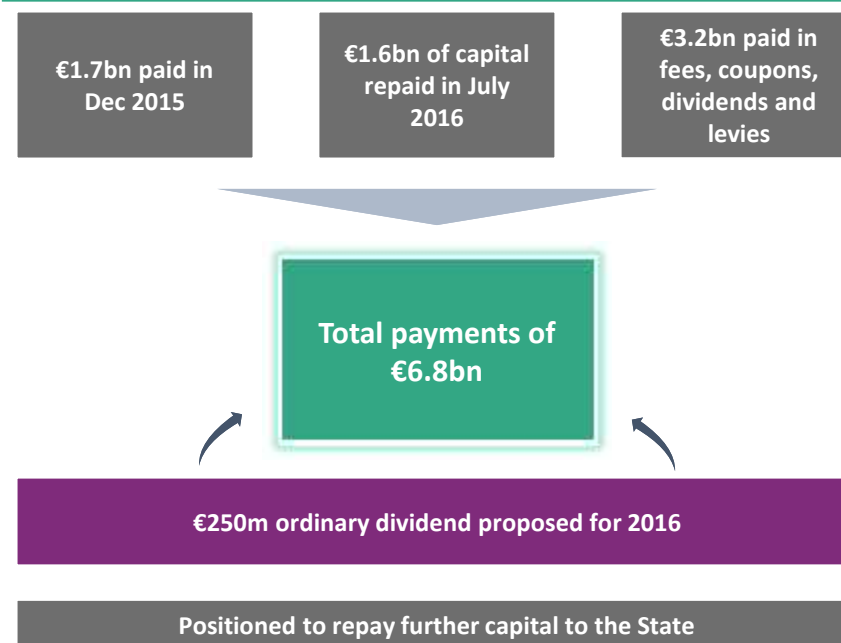 €1.7bn paid in
Dec 2015
€1.6bn of capital
repaid in July
2016
€3.2bn paid in
fees, coupons,
dividends and
levies
Total payments of
€6.8bn
€250m ordinary dividend proposed for 2016
Positioned to repay further capital to the State